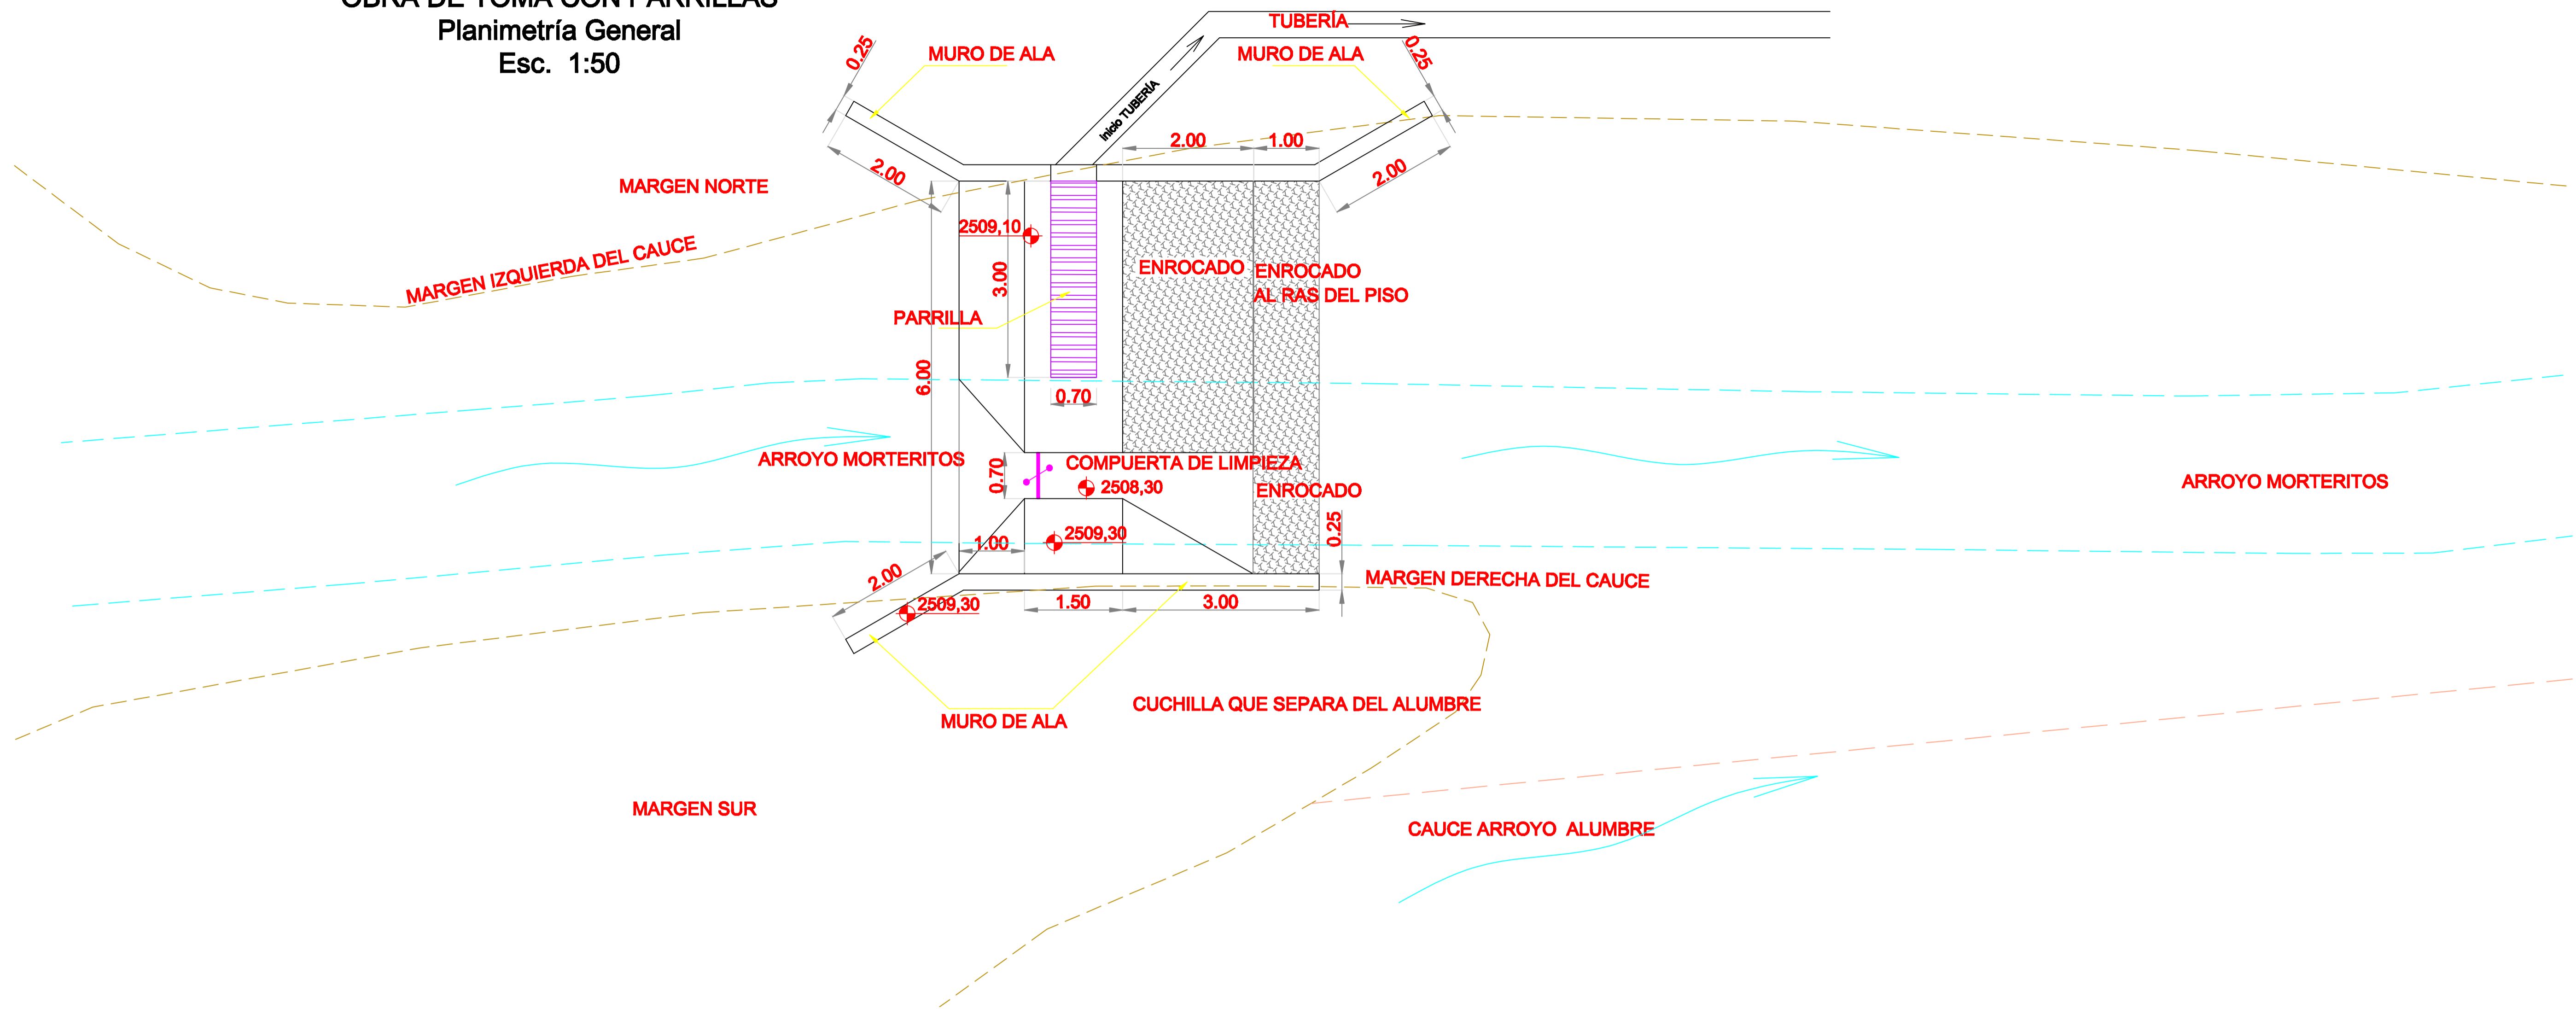 OBRA DE TOMA CON PARRILLAS
Planimetría General
Esc. 1:50
TUBERÍA
MURO DE ALA
MURO DE ALA
0.25
0.25
Inicio TUBERÍA
2.00
1.00
2.00
2.00
MARGEN NORTE
2509,10
MARGEN IZQUIERDA DEL CAUCE
3.00
ENROCADO
ENROCADO
AL RAS DEL PISO
PARRILLA
6.00
0.70
ARROYO MORTERITOS
0.70
COMPUERTA DE LIMPIEZA
2508,30
ENROCADO
ARROYO MORTERITOS
2509,30
1.00
0.25
2.00
MARGEN DERECHA DEL CAUCE
2509,30
1.50
3.00
MURO DE ALA
CUCHILLA QUE SEPARA DEL ALUMBRE
MARGEN SUR
CAUCE ARROYO ALUMBRE